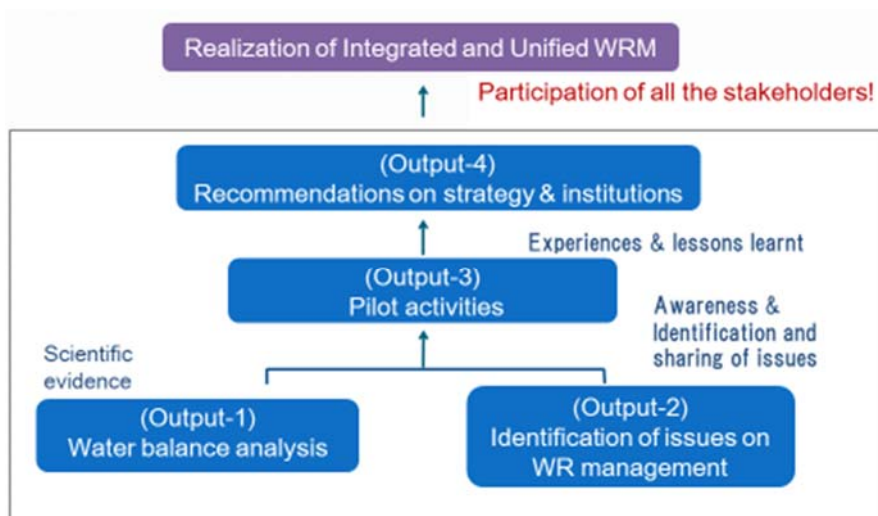 Realization of Integrated and Unified WRM
Participation of all the stakeholders!
(Output-4)
Recommendations on strategy & institutions
Experiences & lessons learnt
(Output-3)
Pilot activities
Awareness &
Identification and
sharing of issues
Scientific
evidence
(Output-1)
Water balance analysis
(Output-2)
Identification of issues on
WR management